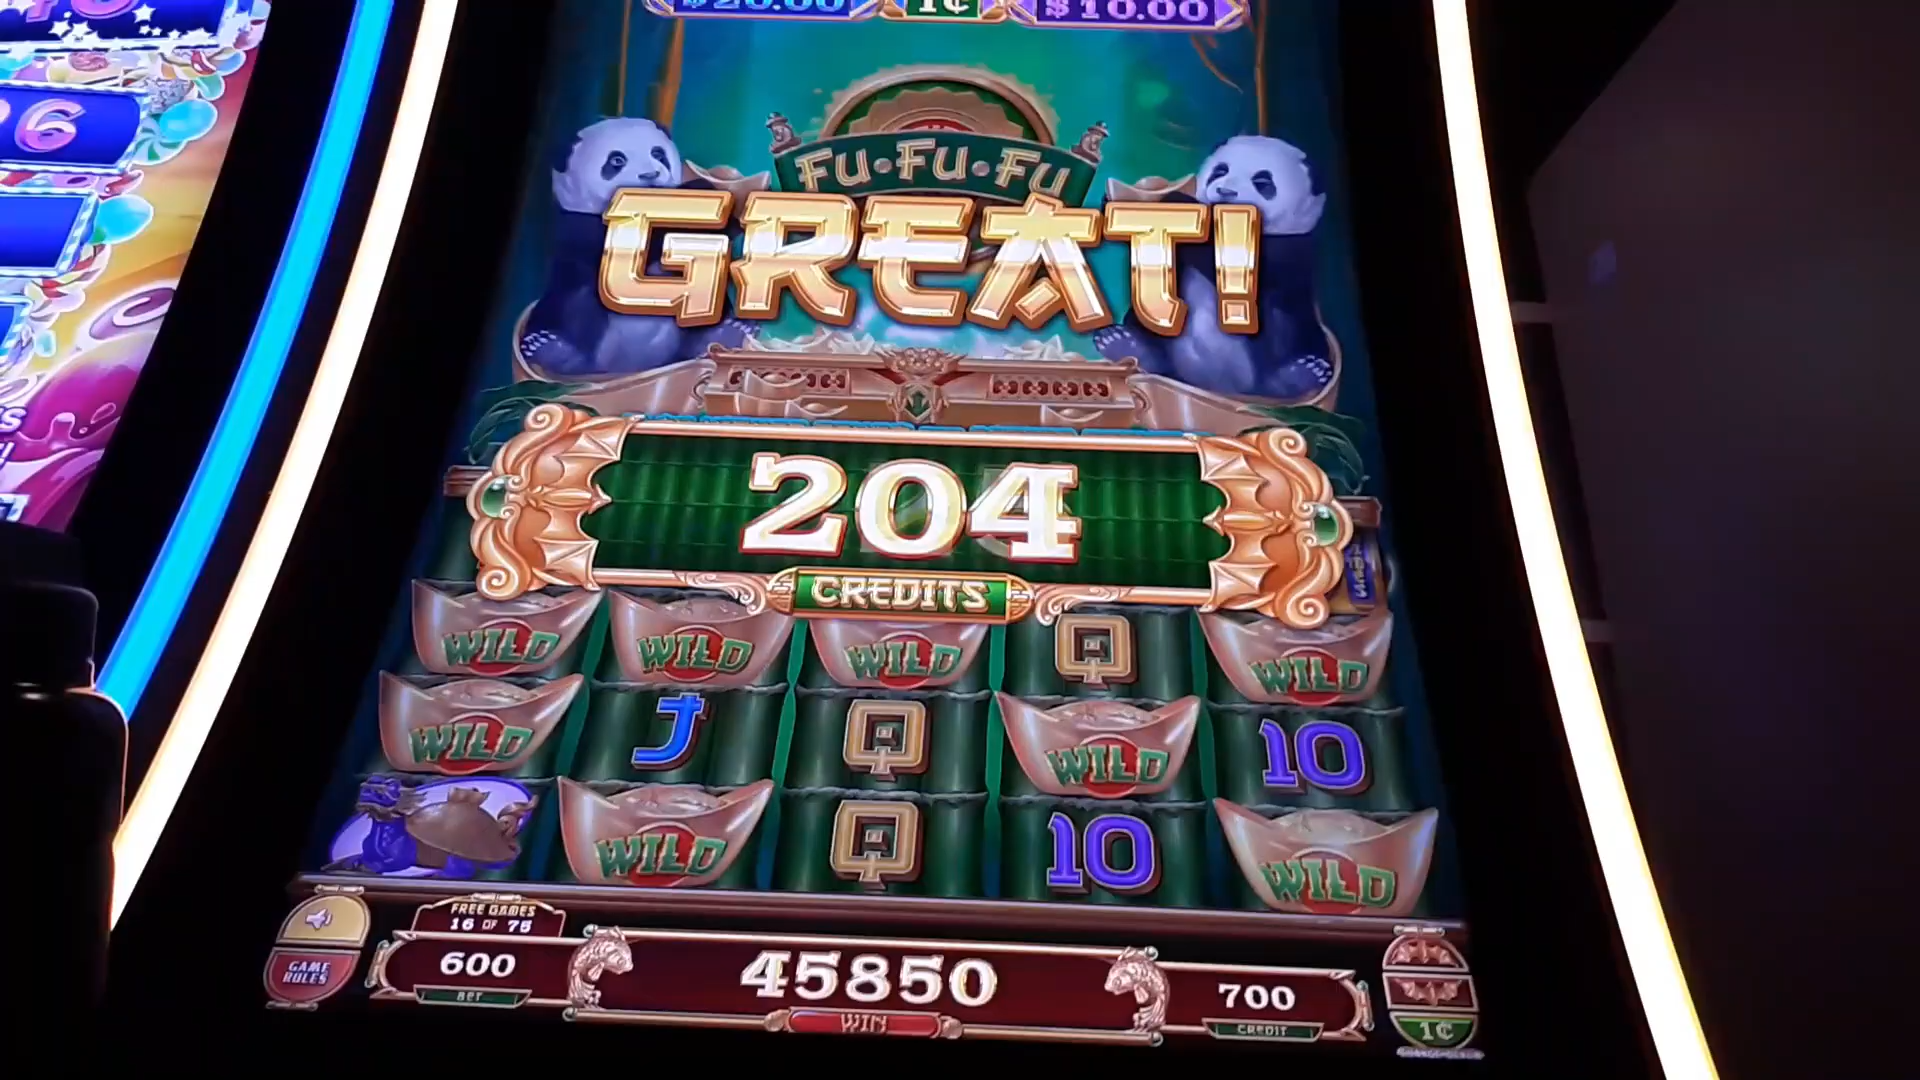 $20.00 1¢ $10.00
6
FU•FU•FU
GREAT!
204
CREDITS
WILD WILD WILD Q WILD
WILD J Q WILD 10
WILD Q 10 WILD
FREE GAMES
16 OF 75
GAME
RULES
600
BET
45850
WIN
700
CREDIT
1¢